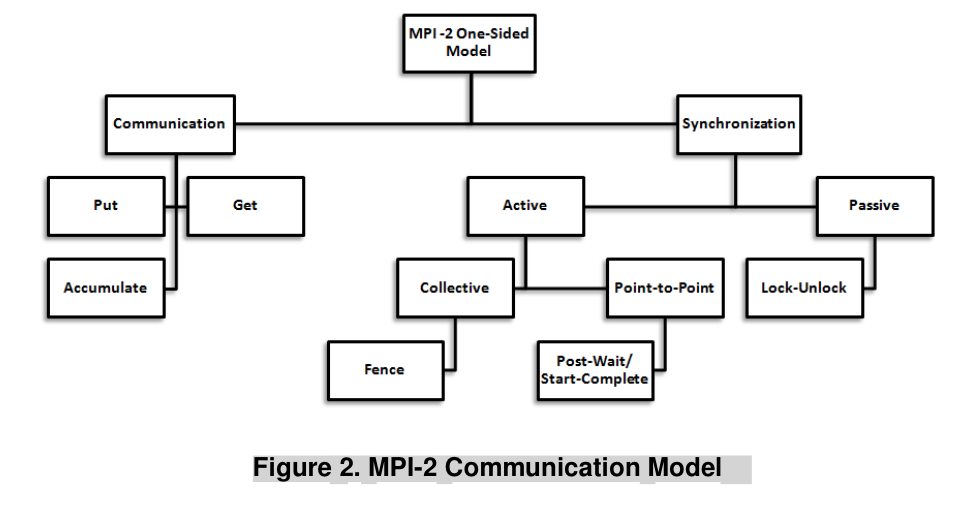 MPI -2 One-Sided
Model
Communication
Synchronization
Put
Get
Active
Passive
Accumulate
Collective
Point-to-Point
Lock-Unlock
Fence
Post-Wait/
Start-Complete
Figure 2. MPI-2 Communication Model